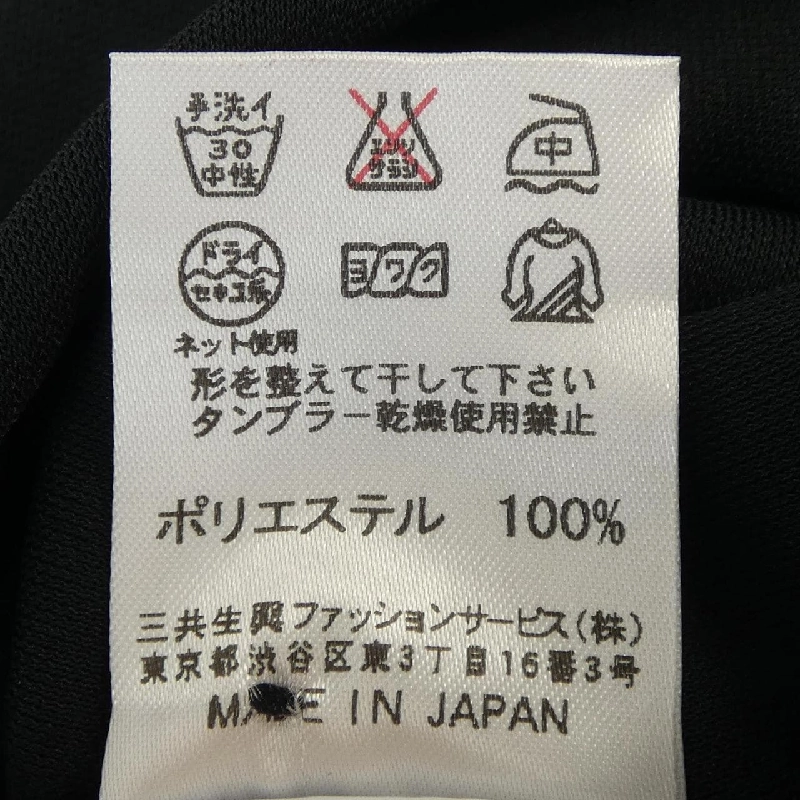 手洗イ
30
中性
エンソ
サラシ
中
ドライ
セキユ系
ヨワク
ネット使用
形を整えて干して下さい
タンブラー乾燥使用禁止
ポリエステル 100%
三共生興ファッションサービス(株)
東京都渋谷区東3丁目16番3号
MADE IN JAPAN